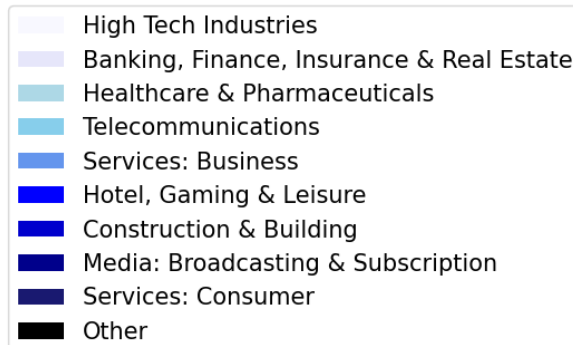 High Tech Industries
Banking, Finance, Insurance & Real Estate
Healthcare & Pharmaceuticals
Telecommunications
Services: Business
Hotel, Gaming & Leisure
Construction & Building
Media: Broadcasting & Subscription
Services: Consumer
Other